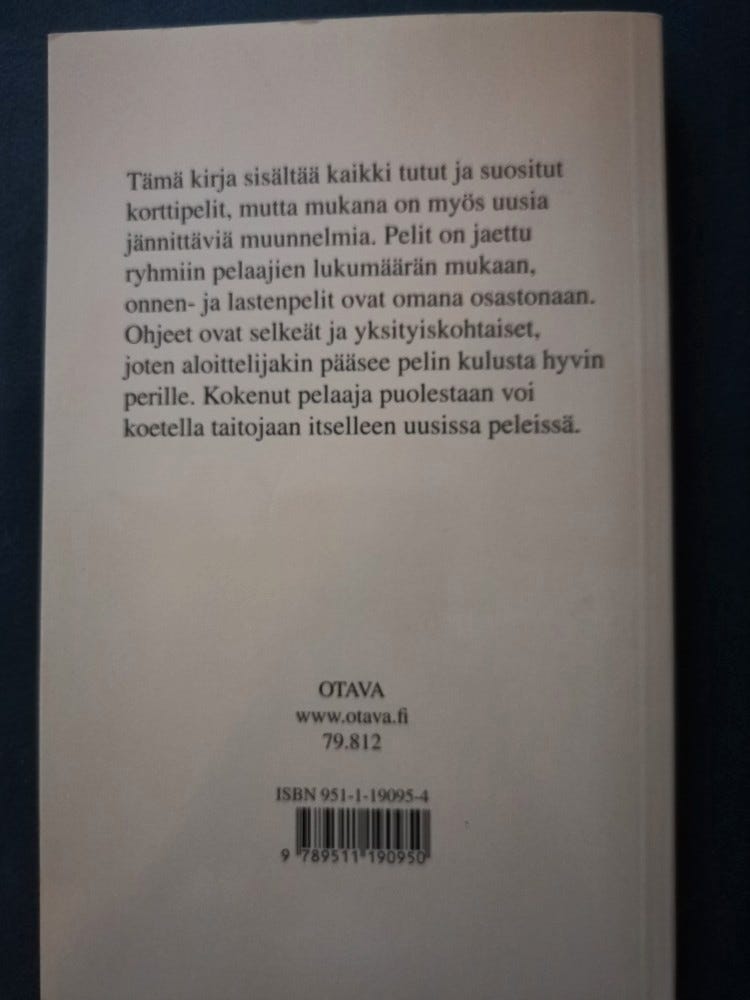 Tämä kirja sisältää kaikki tutut ja suositut
korttipelit, mutta mukana on myös uusia
jännittäviä muunnelmia. Pelit on jaettu
ryhmiin pelaajien lukumäärän mukaan,
onnen- ja lastenpelit ovat omana osastonaan.
Ohjeet ovat selkeät ja yksityiskohtaiset,
joten aloittelijakin pääsee pelin kulusta hyvin
perille. Kokenut pelaaja puolestaan voi
koetella taitojaan itselleen uusissa peleissä.
OTAVA
www.otava.fi
79.812
ISBN 951-1-19095-4
9 789511 190950